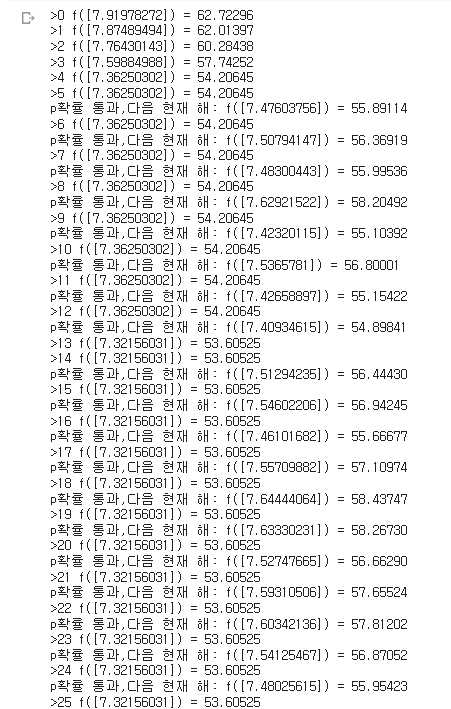 >0 f([7.91978272]) = 62.72296
>1 f([7.87489494]) = 62.01397
>2 f([7.76430143]) = 60.28438
>3 f([7.59884988]) = 57.74252
>4 f([7.36250302]) = 54.20645
>5 f([7.36250302]) = 54.20645
p확률 통과,다음 현재 해: f([7.47603756]) = 55.89114
>6 f([7.36250302]) = 54.20645
p확률 통과,다음 현재 해: f([7.50794147]) = 56.36919
>7 f([7.36250302]) = 54.20645
p확률 통과,다음 현재 해: f([7.48300443]) = 55.99536
>8 f([7.36250302]) = 54.20645
p확률 통과,다음 현재 해: f([7.62921522]) = 58.20492
>9 f([7.36250302]) = 54.20645
p확률 통과,다음 현재 해: f([7.42320115]) = 55.10392
>10 f([7.36250302]) = 54.20645
p확률 통과,다음 현재 해: f([7.5365781]) = 56.80001
>11 f([7.36250302]) = 54.20645
p확률 통과,다음 현재 해: f([7.42658897]) = 55.15422
>12 f([7.36250302]) = 54.20645
p확률 통과,다음 현재 해: f([7.40934615]) = 54.89841
>13 f([7.32156031]) = 53.60525
>14 f([7.32156031]) = 53.60525
p확률 통과,다음 현재 해: f([7.51294235]) = 56.44430
>15 f([7.32156031]) = 53.60525
p확률 통과,다음 현재 해: f([7.54602206]) = 56.94245
>16 f([7.32156031]) = 53.60525
p확률 통과,다음 현재 해: f([7.46101682]) = 55.66677
>17 f([7.32156031]) = 53.60525
p확률 통과,다음 현재 해: f([7.55709882]) = 57.10974
>18 f([7.32156031]) = 53.60525
p확률 통과,다음 현재 해: f([7.64444064]) = 58.43747
>19 f([7.32156031]) = 53.60525
p확률 통과,다음 현재 해: f([7.63330231]) = 58.26730
>20 f([7.32156031]) = 53.60525
p확률 통과,다음 현재 해: f([7.52747665]) = 56.66290
>21 f([7.32156031]) = 53.60525
p확률 통과,다음 현재 해: f([7.59310506]) = 57.65524
>22 f([7.32156031]) = 53.60525
p확률 통과,다음 현재 해: f([7.60342136]) = 57.81202
>23 f([7.32156031]) = 53.60525
p확률 통과,다음 현재 해: f([7.54125467]) = 56.87052
>24 f([7.32156031]) = 53.60525
p확률 통과,다음 현재 해: f([7.48025615]) = 55.95423
>25 f([7.32156031]) = 53.60525